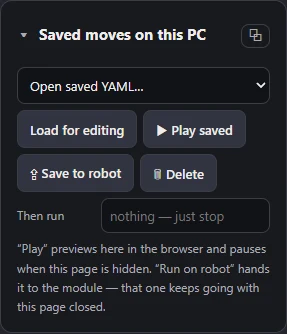 Saved moves on this PC
Open saved YAML...
Load for editing
▶ Play saved
⇪ Save to robot
🗑 Delete
Then run
nothing — just stop
“Play” previews here in the browser and pauses
when this page is hidden. “Run on robot” hands
it to the module — that one keeps going with
this page closed.